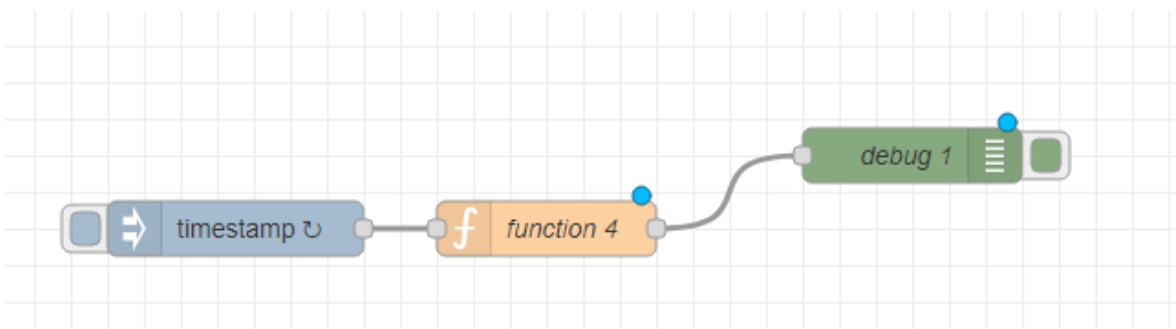 debug 1
timestamp ↻
function 4